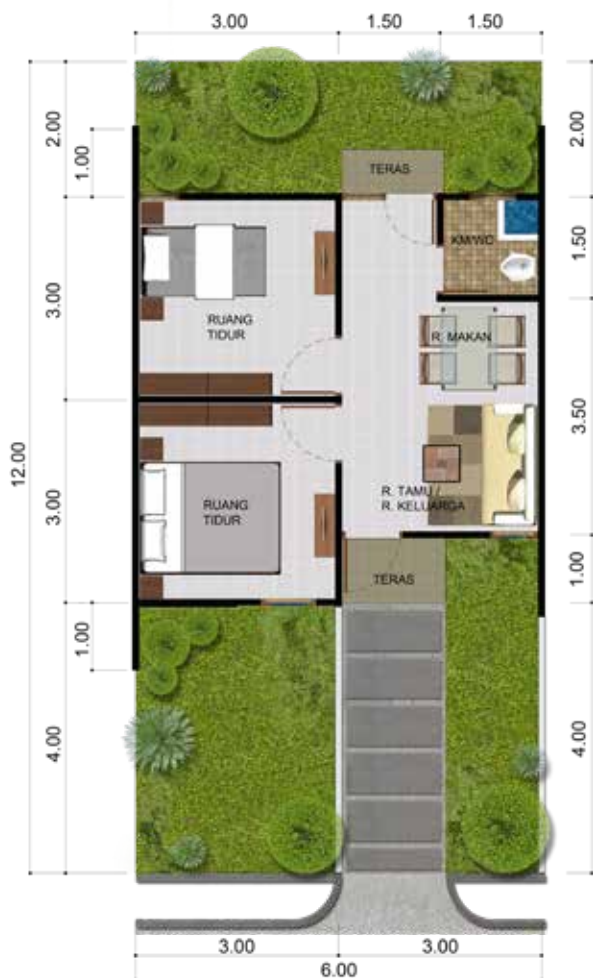 3.00
1.50
1.50
2.00
1.00
2.00
TERAS
KM/WC
1.50
3.00
RUANG
TIDUR
R. MAKAN
3.50
12.00
3.00
RUANG
TIDUR
R. TAMU /
R. KELUARGA
TERAS
1.00
1.00
4.00
4.00
3.00
3.00
6.00